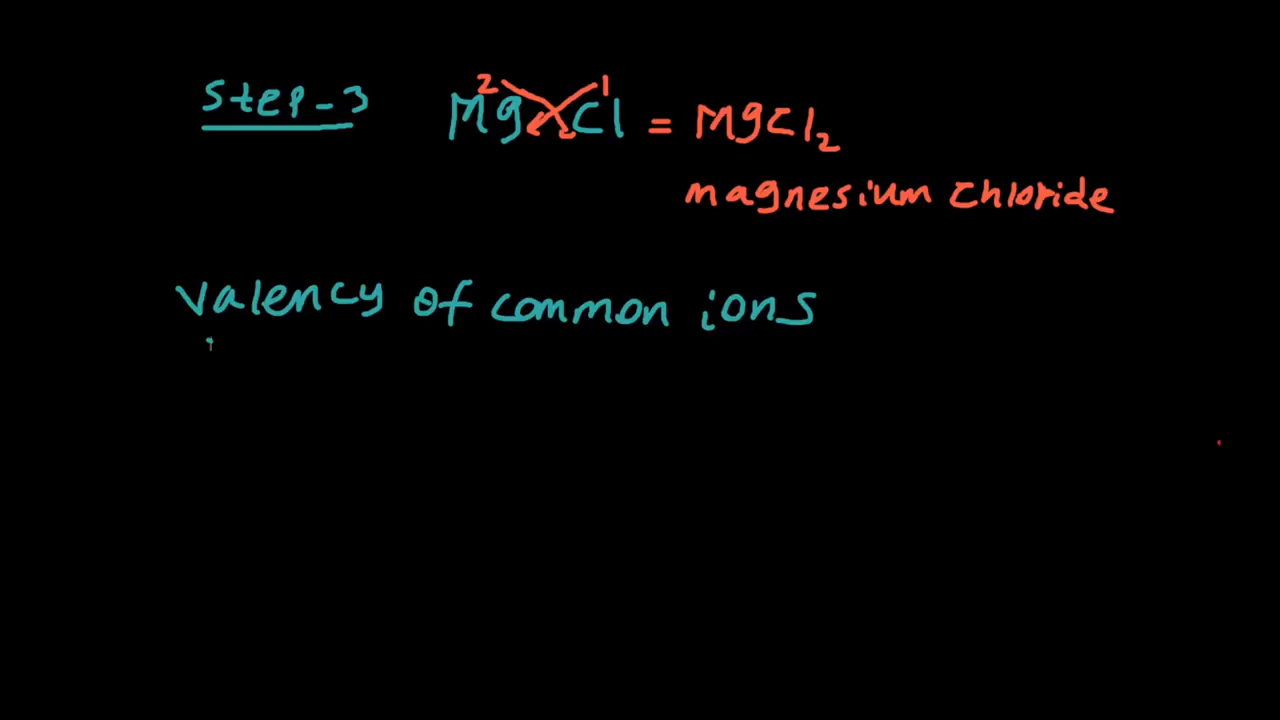 Step-3 Mg²Cl¹ = MgCl₂
magnesium chloride
valency of common ions